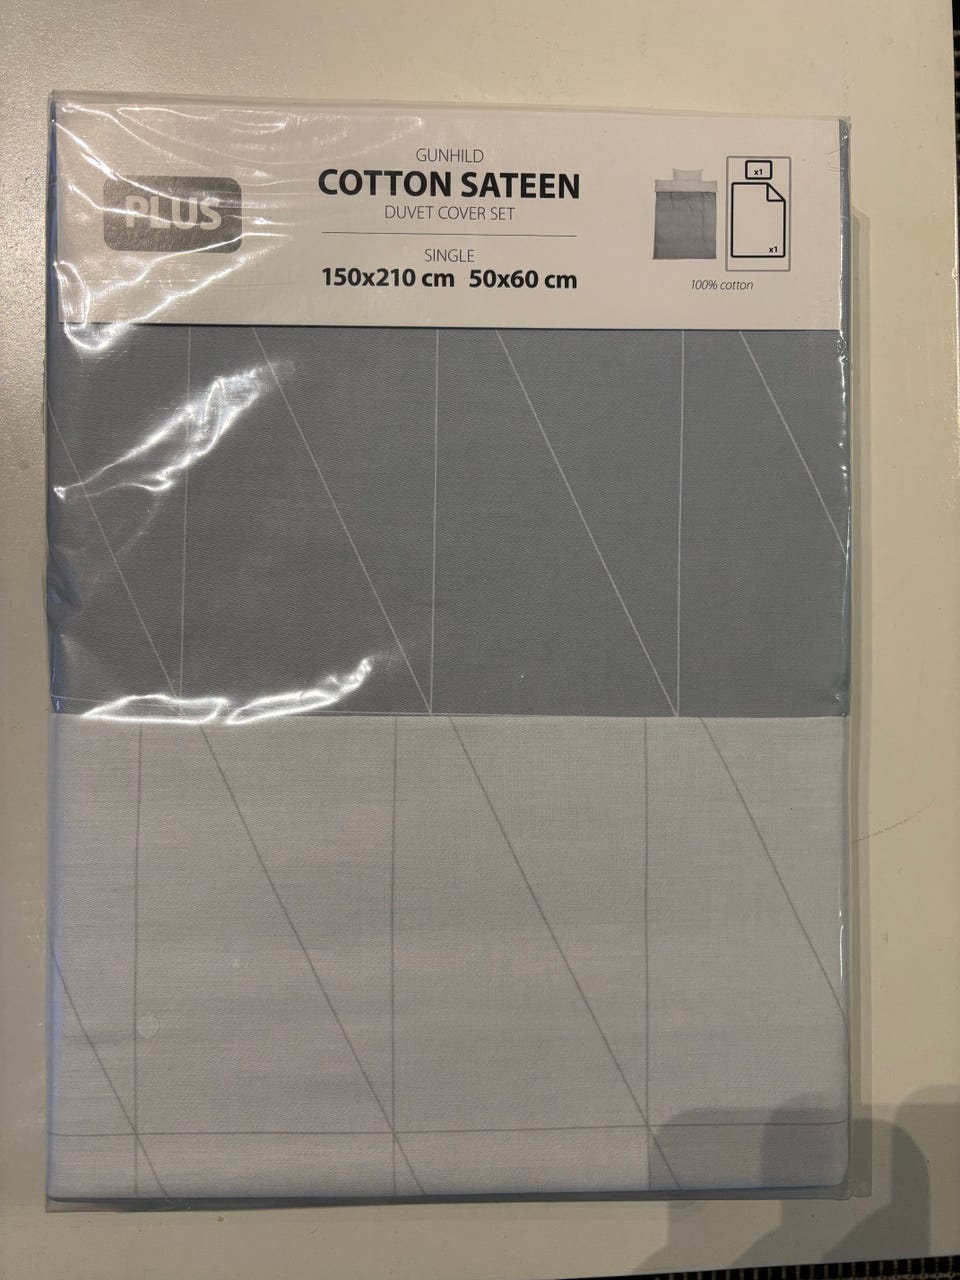 PLUS
GUNHILD
COTTON SATEEN
DUVET COVER SET
SINGLE
150x210 cm 50x60 cm
x1
x1
100% cotton